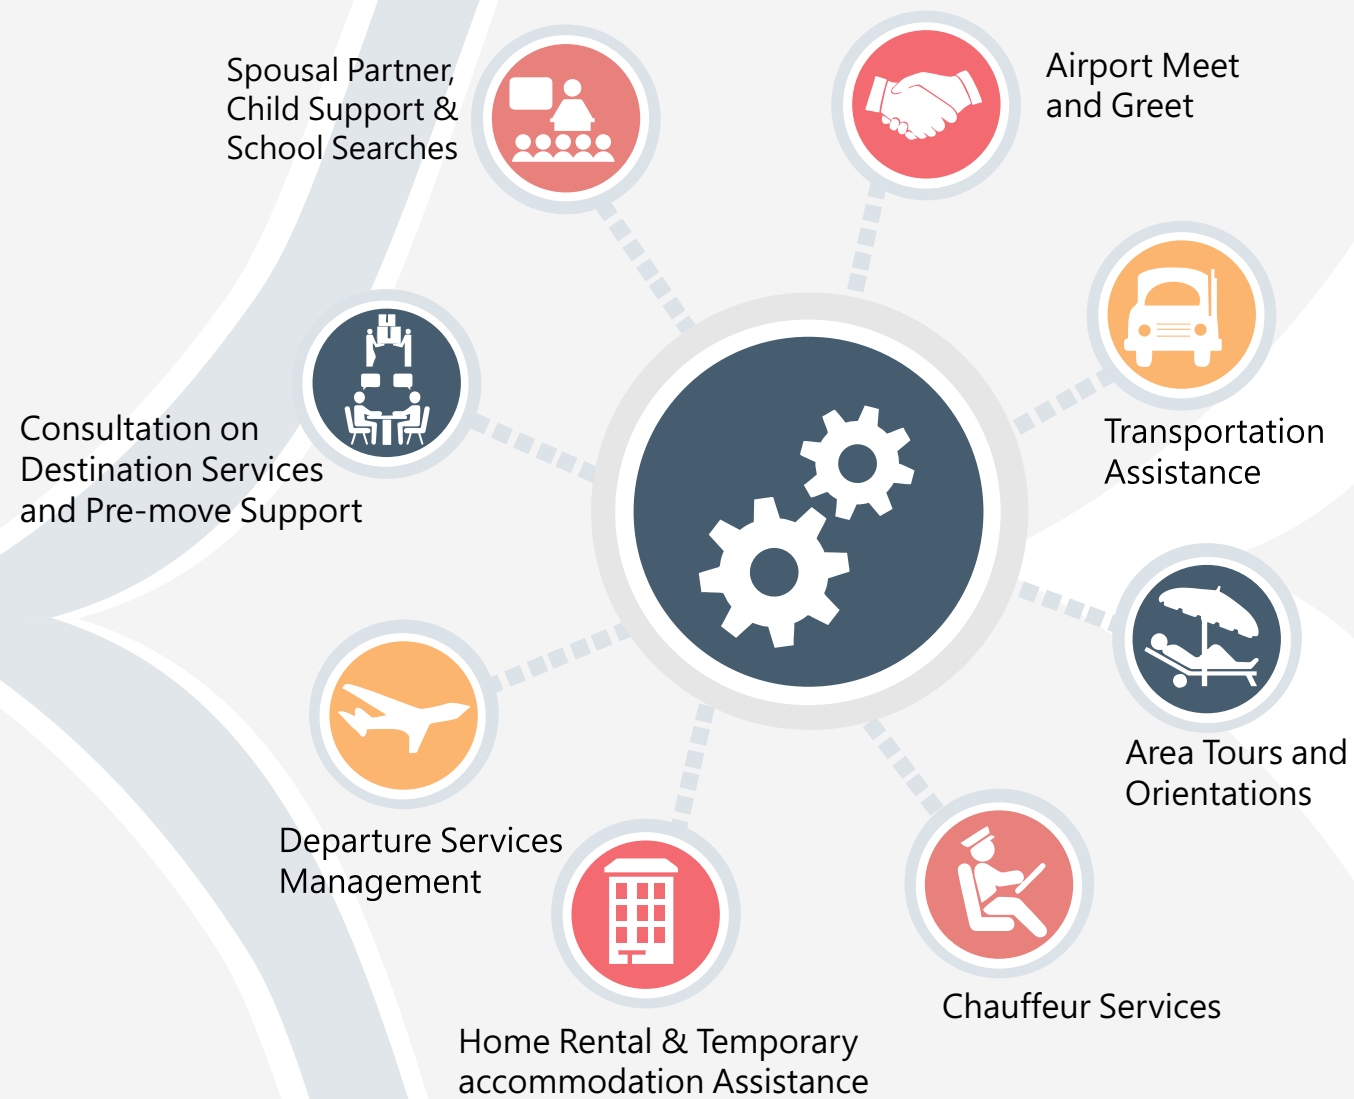 Spousal Partner,
Child Support &
School Searches
Airport Meet
and Greet
Transportation
Assistance
Consultation on
Destination Services
and Pre-move Support
Area Tours and
Orientations
Departure Services
Management
Chauffeur Services
Home Rental & Temporary
accommodation Assistance